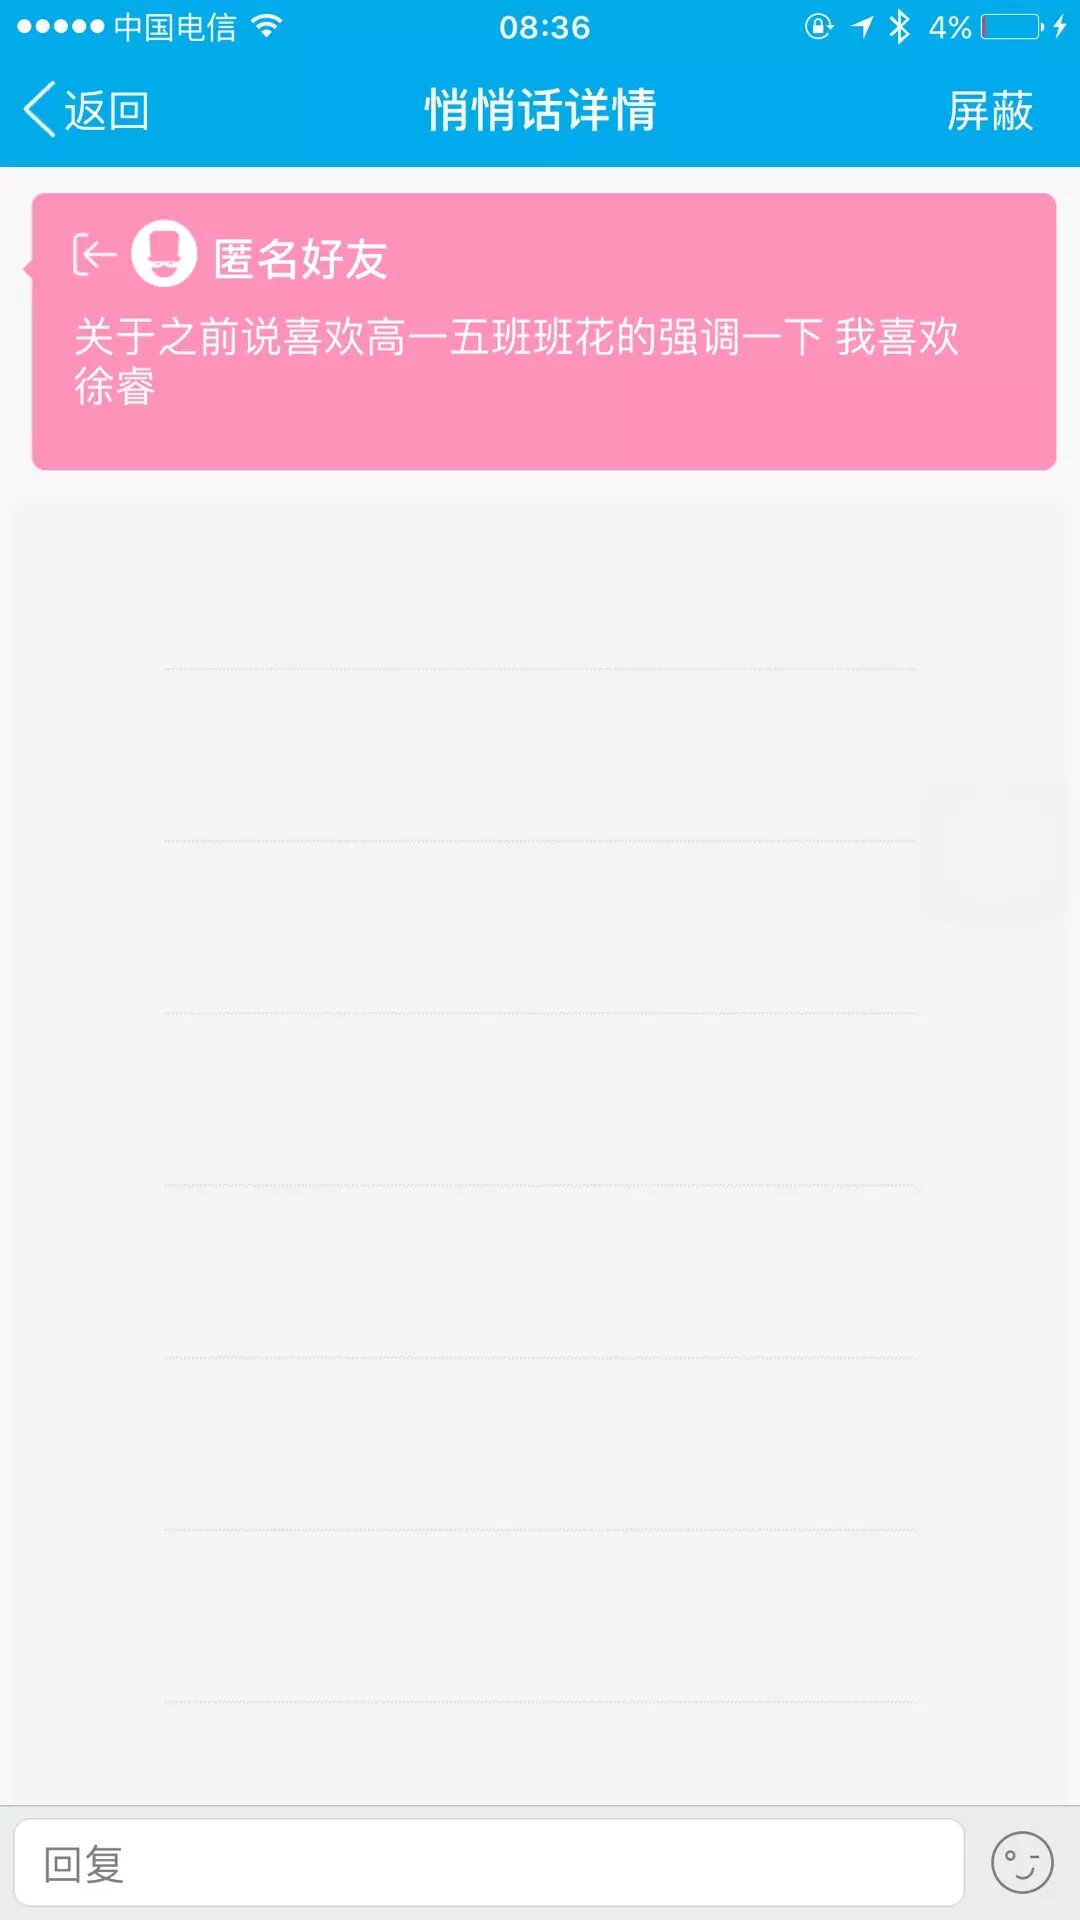 中国电信 08:36 4%
返回 悄悄话详情 屏蔽
匿名好友
关于之前说喜欢高一五班班花的强调一下 我喜欢
徐睿
回复